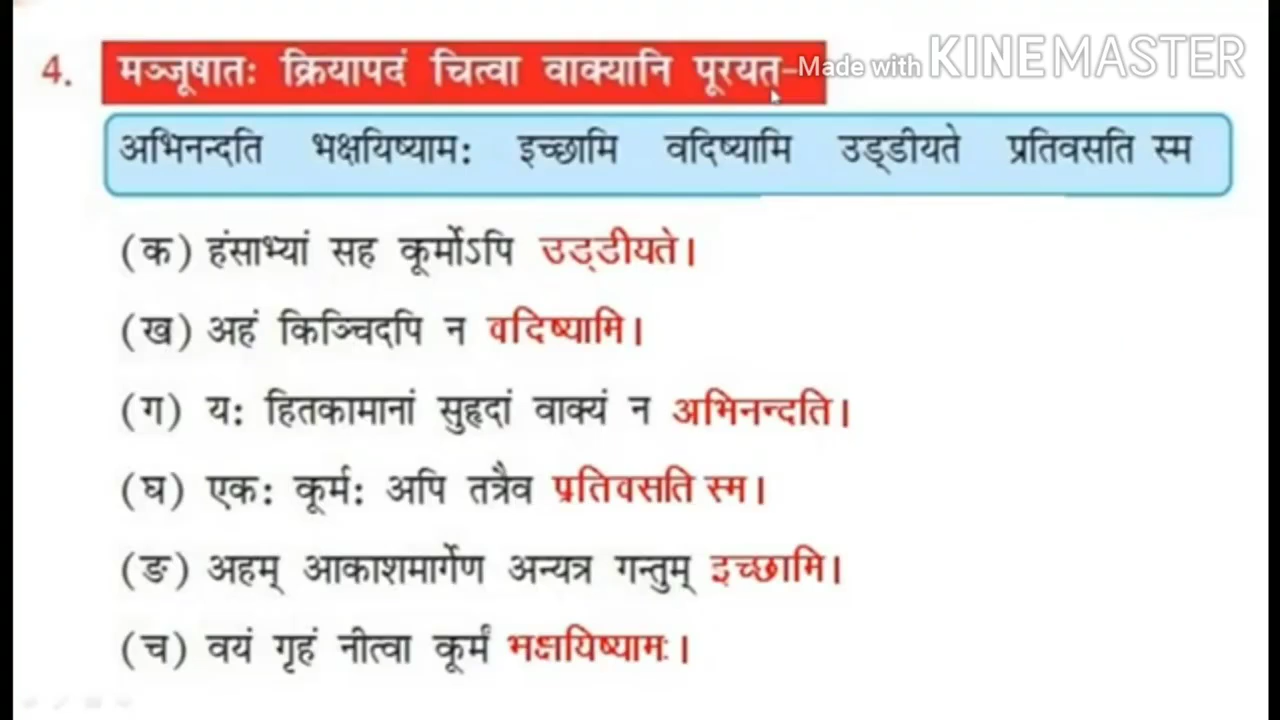 4. मञ्जूषातः क्रियापदं चित्वा वाक्यानि पूरयत- Made with KINEMASTER
अभिनन्दति भक्षयिष्यामः इच्छामि वदिष्यामि उड्डीयते प्रतिवसति स्म
(क) हंसाभ्यां सह कूर्मोऽपि उड्डीयते।
(ख) अहं किञ्चिदपि न वदिष्यामि।
(ग) यः हितकामानां सुहृदां वाक्यं न अभिनन्दति।
(घ) एकः कूर्मः अपि तत्रैव प्रतिवसति स्म।
(ङ) अहम् आकाशमार्गेण अन्यत्र गन्तुम् इच्छामि।
(च) वयं गृहं नीत्वा कूर्मं भक्षयिष्यामः।